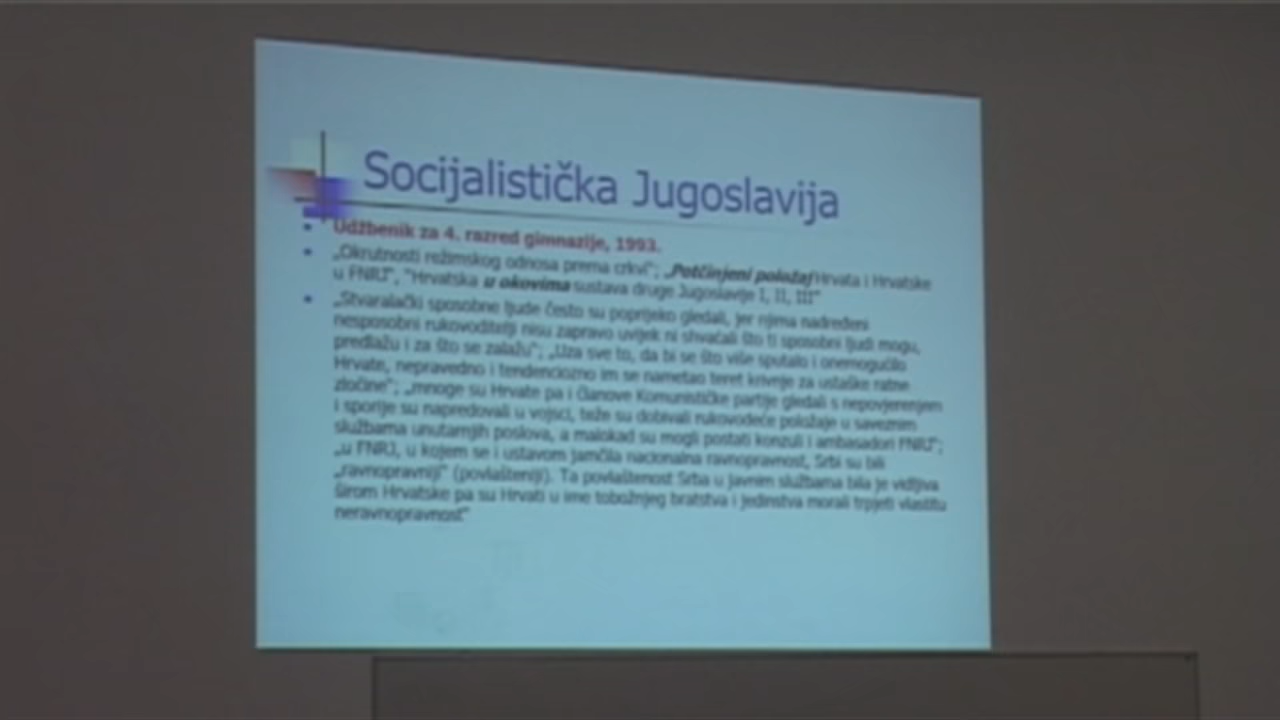 Socijalistička Jugoslavija
Udžbenik za 4. razred gimnazije, 1993.
„Okrutnosti režimskog odnosa prema crkvi“; „Potčinjeni položaj Hrvata i Hrvatske
u FNRJ“, "Hrvatska u okovima sustava druge Jugoslavije I, II, III"
„Stvaralački sposobne ljude često su poprijeko gledali, jer njima nadređeni
nesposobni rukovoditelji nisu zapravo uvijek ni shvaćali što ti sposobni ljudi mogu,
predlažu i za što se zalažu“; „Uza sve to, da bi se što više sputalo i onemogućilo
Hrvate, nepravedno i tendenciozno im se nametao teret krivnje za ustaške ratne
zločine“; „mnoge su Hrvate pa i članove Komunističke partije gledali s nepovjerenjem
i sporije su napredovali u vojsci, teže su dobivali rukovodeće položaje u saveznim
službama unutarnjih poslova, a malokad su mogli postati konzuli i ambasadori FNRJ“;
„u FNRJ, u kojem se i ustavom jamčila nacionalna ravnopravnost, Srbi su bili
„ravnopravniji“ (povlašteniji). Ta povlaštenost Srba u javnim službama bila je vidljiva
širom Hrvatske pa su Hrvati u ime tobožnjeg bratstva i jedinstva morali trpjeti vlastitu
neravnopravnost“